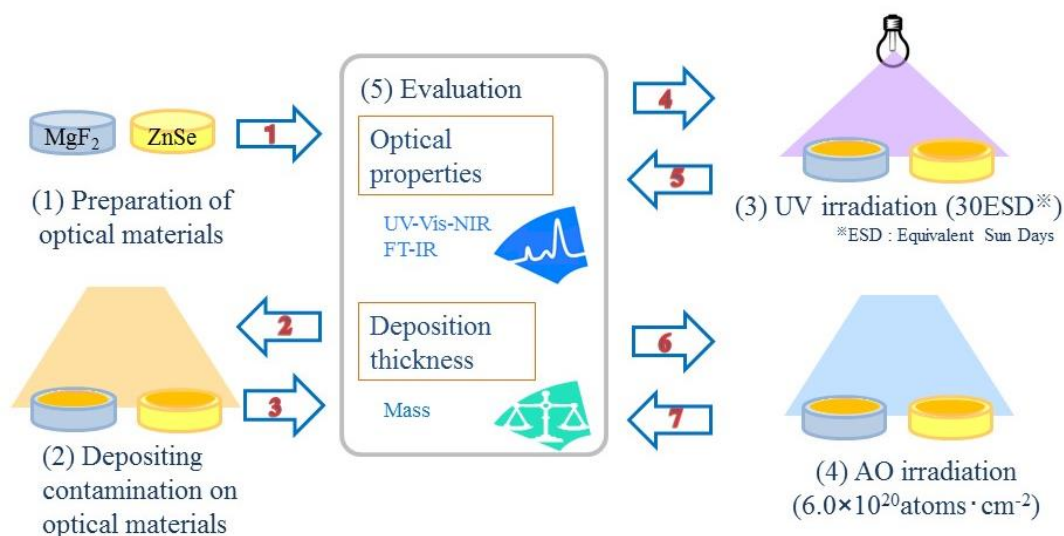 MgF₂
ZnSe
1
(1) Preparation of
optical materials
2
3
(2) Depositing
contamination on
optical materials
(5) Evaluation
Optical
properties
UV-Vis-NIR
FT-IR
Deposition
thickness
Mass
4
5
(3) UV irradiation (30ESD※)
※ESD : Equivalent Sun Days
6
7
(4) AO irradiation
(6.0×10²⁰atoms·cm⁻²)